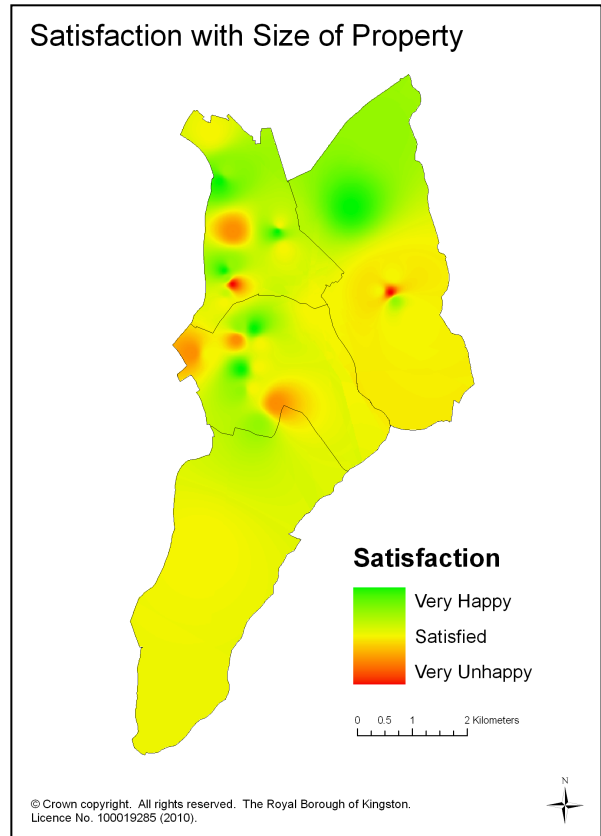 Satisfaction with Size of Property
Satisfaction
Very Happy
Satisfied
Very Unhappy
0 0.5 1 2 Kilometers
N
© Crown copyright. All rights reserved. The Royal Borough of Kingston.
Licence No. 100019285 (2010).